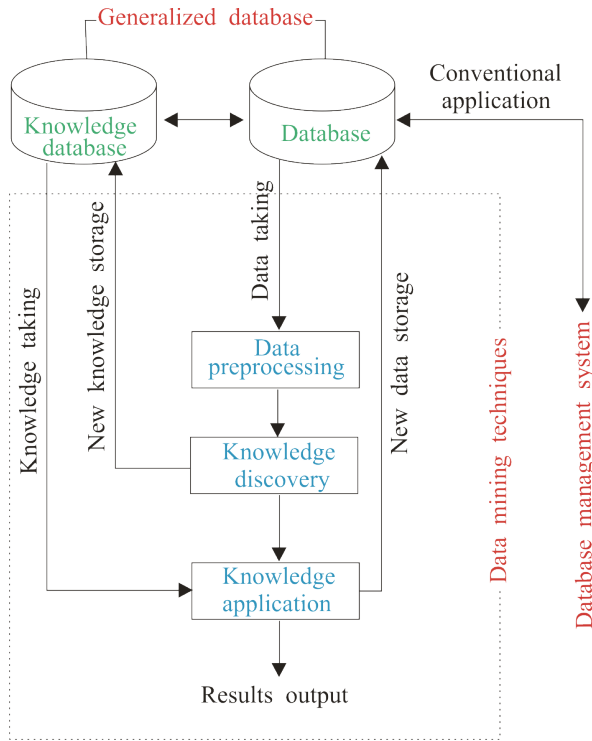 Generalized database
Conventional
application
Knowledge
database
Database
Knowledge taking
New knowledge storage
Data taking
New data storage
Data mining techniques
Database management system
Data
preprocessing
Knowledge
discovery
Knowledge
application
Results output